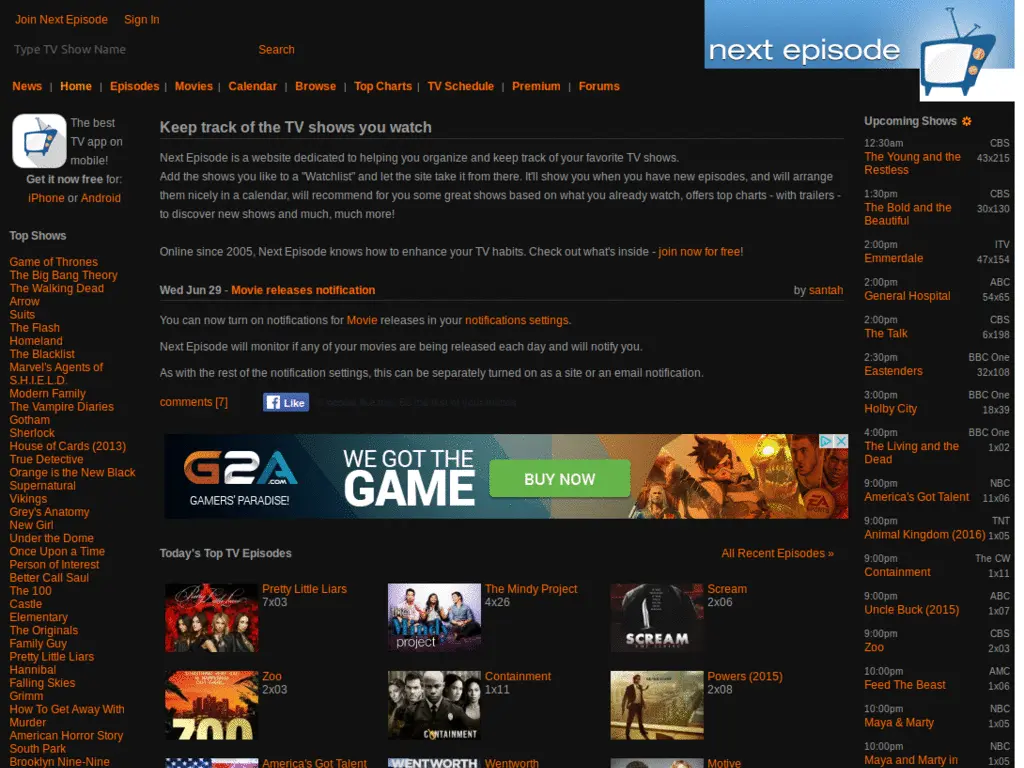 Join Next Episode Sign In
Type TV Show Name Search
next episode
News | Home | Episodes | Movies | Calendar | Browse | Top Charts | TV Schedule | Premium | Forums
The best
TV app on
mobile!
Get it now free for:
iPhone or Android
Top Shows
Game of Thrones
The Big Bang Theory
The Walking Dead
Arrow
Suits
The Flash
Homeland
The Blacklist
Marvel's Agents of
S.H.I.E.L.D.
Modern Family
The Vampire Diaries
Gotham
Sherlock
House of Cards (2013)
True Detective
Orange is the New Black
Supernatural
Vikings
Grey's Anatomy
New Girl
Under the Dome
Once Upon a Time
Person of Interest
Better Call Saul
The 100
Castle
Elementary
The Originals
Family Guy
Pretty Little Liars
Hannibal
Falling Skies
Grimm
How To Get Away With
Murder
American Horror Story
South Park
Brooklyn Nine-Nine
Keep track of the TV shows you watch
Next Episode is a website dedicated to helping you organize and keep track of your favorite TV shows.
Add the shows you like to a "Watchlist" and let the site take it from there. It'll show you when you have new episodes, and will arrange
them nicely in a calendar, will recommend for you some great shows based on what you already watch, offers top charts - with trailers -
to discover new shows and much, much more!
Online since 2005, Next Episode knows how to enhance your TV habits. Check out what's inside - join now for free!
Wed Jun 29 - Movie releases notification by santah
You can now turn on notifications for Movie releases in your notifications settings.
Next Episode will monitor if any of your movies are being released each day and will notify you.
As with the rest of the notification settings, this can be separately turned on as a site or an email notification.
comments [7] Like
G2A.COM
GAMERS' PARADISE!
WE GOT THE
GAME
BUY NOW
EA
SPORTS
Today's Top TV Episodes All Recent Episodes »
Pretty Little Liars
7x03
The Mindy Project
4x26
the Mindy
project
Scream
2x06
SCREAM
Zoo
2x03
ZOO
Containment
1x11
CONTAINMENT
Powers (2015)
2x08
America's Got Talent
WENTWORTH
Wentworth
Motive
Upcoming Shows
12:30am CBS
The Young and the 43x215
Restless
1:30pm CBS
The Bold and the 30x130
Beautiful
2:00pm ITV
Emmerdale 47x154
2:00pm ABC
General Hospital 54x65
2:00pm CBS
The Talk 6x198
2:30pm BBC One
Eastenders 32x108
3:00pm BBC One
Holby City 18x39
4:00pm BBC One
The Living and the 1x02
Dead
9:00pm NBC
America's Got Talent 11x06
9:00pm TNT
Animal Kingdom (2016) 1x05
9:00pm The CW
Containment 1x11
9:00pm ABC
Uncle Buck (2015) 1x07
9:00pm CBS
Zoo 2x03
10:00pm AMC
Feed The Beast 1x06
10:00pm NBC
Maya & Marty 1x05
10:00pm NBC
Maya and Marty in 1x05